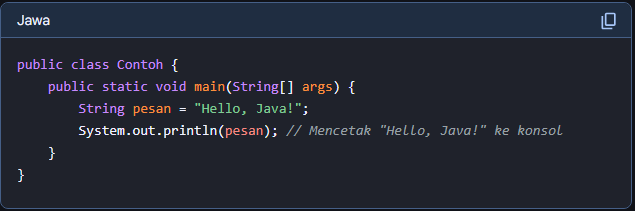 Jawa
public class Contoh {
    public static void main(String[] args) {
        String pesan = "Hello, Java!";
        System.out.println(pesan); // Mencetak "Hello, Java!" ke konsol
    }
}